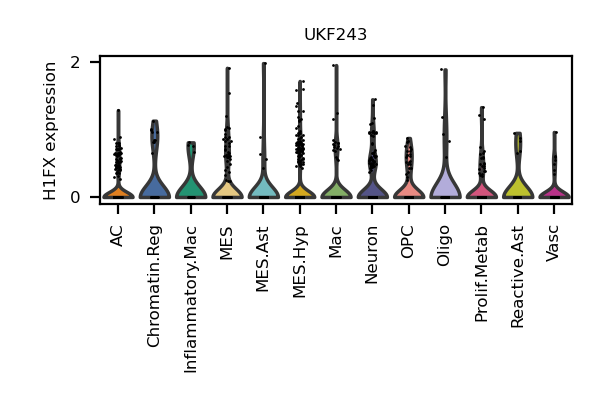 UKF243
H1FX expression
2
0
AC
Chromatin.Reg
Inflammatory.Mac
MES
MES.Ast
MES.Hyp
Mac
Neuron
OPC
Oligo
Prolif.Metab
Reactive.Ast
Vasc